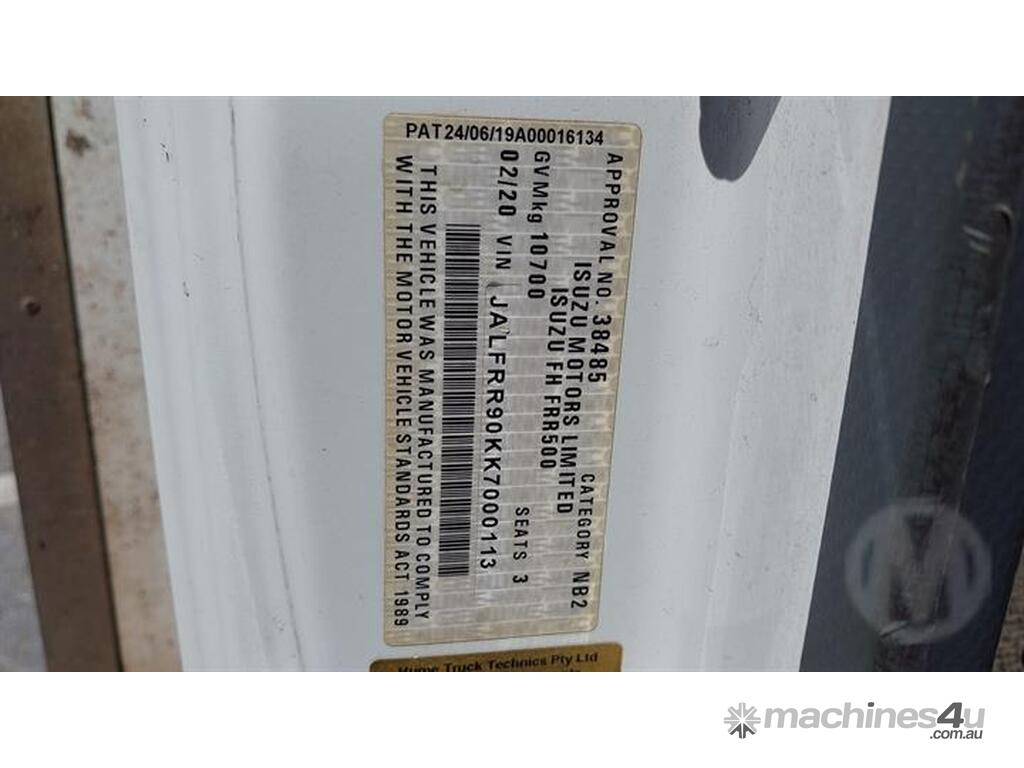 PAT24/06/19A00016134
APPROVAL NO. 38485 CATEGORY NB2
ISUZU MOTORS LIMITED
ISUZU FH FRR500
GVMkg 10700 SEATS 3
02/20 VIN JALFRR90KK7000113
THIS VEHICLE WAS MANUFACTURED TO COMPLY
WITH THE MOTOR VEHICLE STANDARDS ACT 1989
Hume Truck Technics Pty Ltd
M
machines4u
.com.au